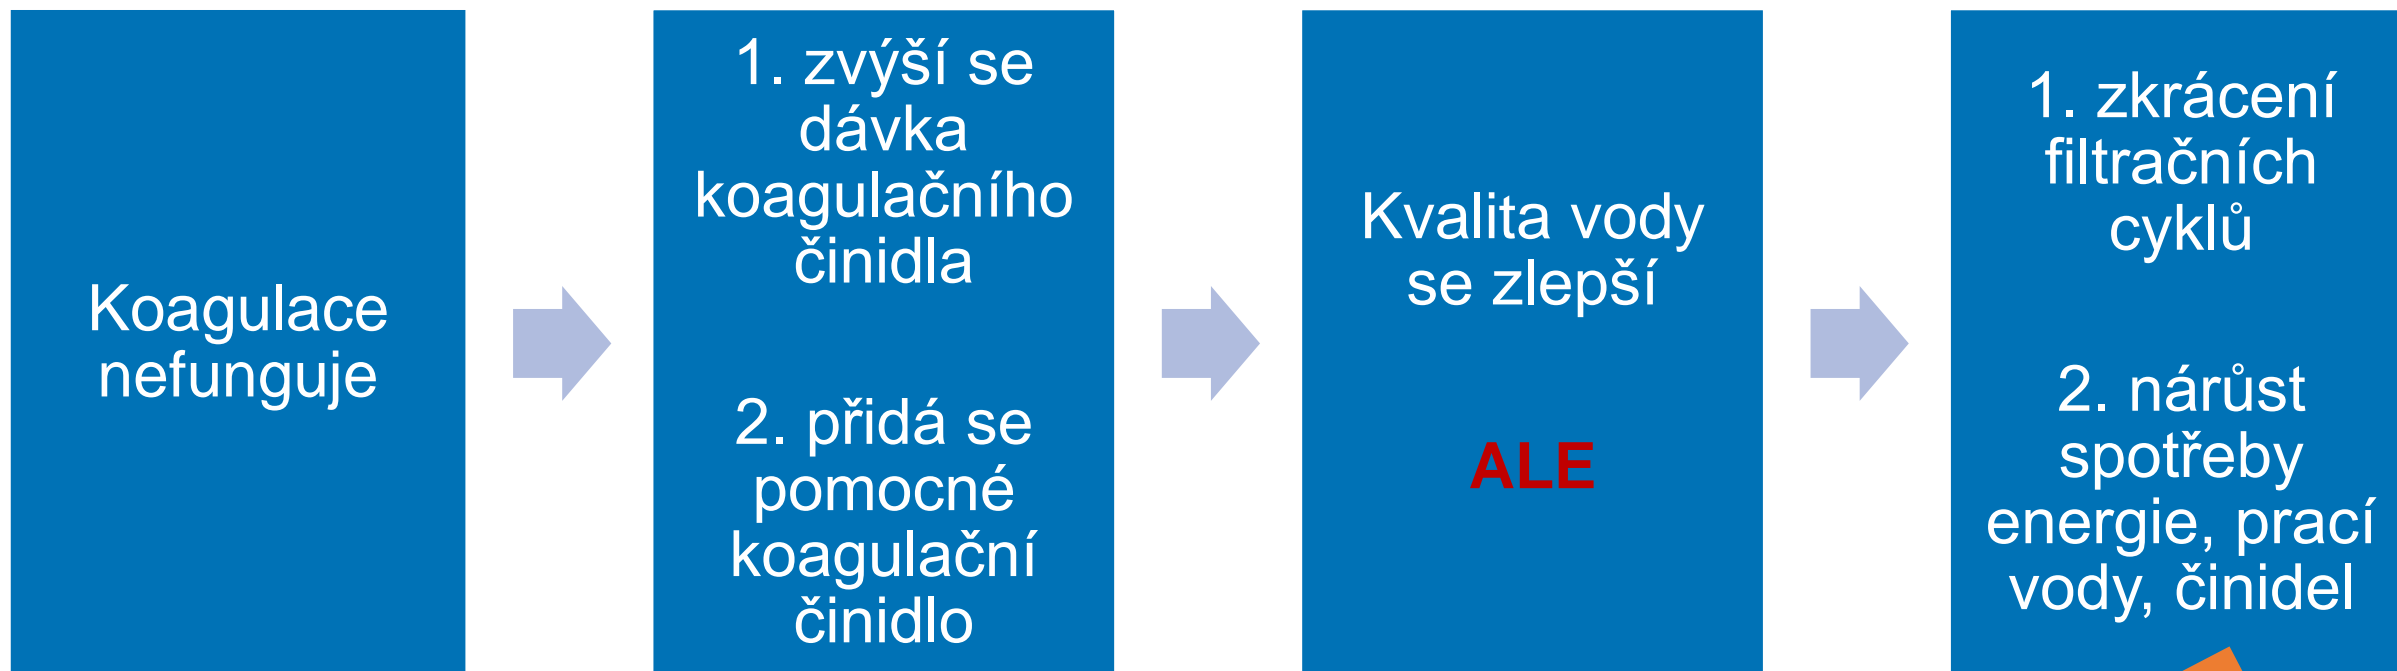 Koagulace
nefunguje
1. zvýší se
dávka
koagulačního
činidla
2. přidá se
pomocné
koagulační
činidlo
Kvalita vody
se zlepší
ALE
1. zkrácení
filtračních
cyklů
2. nárůst
spotřeby
energie, prací
vody, činidel